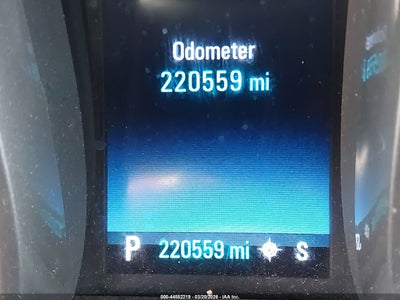 Odometer
220559 mi
P 220559 mi S
000-44582219 - 03/20/2026 - IAA Inc.